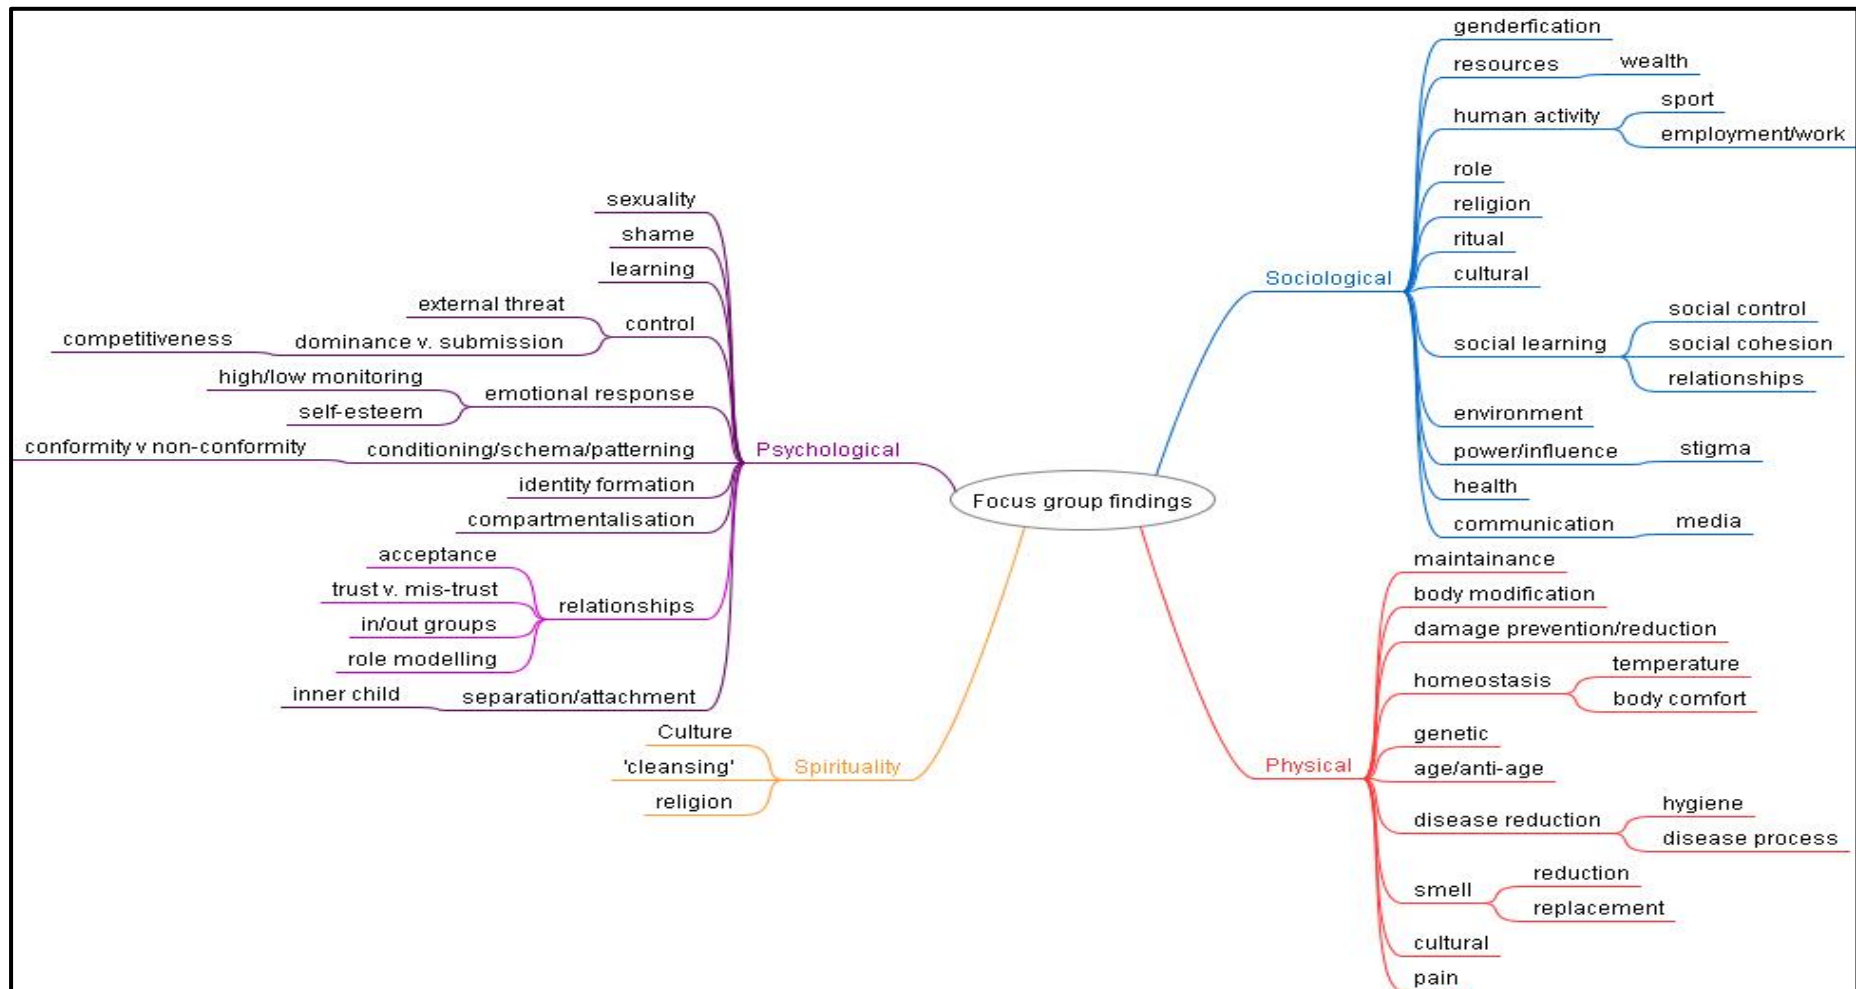 Focus group findings
Sociological
genderfication
resources
wealth
human activity
sport
employment/work
role
religion
ritual
cultural
social learning
social control
social cohesion
relationships
environment
power/influence
stigma
health
communication
media
Physical
maintainance
body modification
damage prevention/reduction
homeostasis
temperature
body comfort
genetic
age/anti-age
disease reduction
hygiene
disease process
smell
reduction
replacement
cultural
pain
Psychological
sexuality
shame
learning
control
external threat
dominance v. submission
competitiveness
emotional response
high/low monitoring
self-esteem
conditioning/schema/patterning
conformity v non-conformity
identity formation
compartmentalisation
relationships
acceptance
trust v. mis-trust
in/out groups
role modelling
separation/attachment
inner child
Spirituality
Culture
'cleansing'
religion